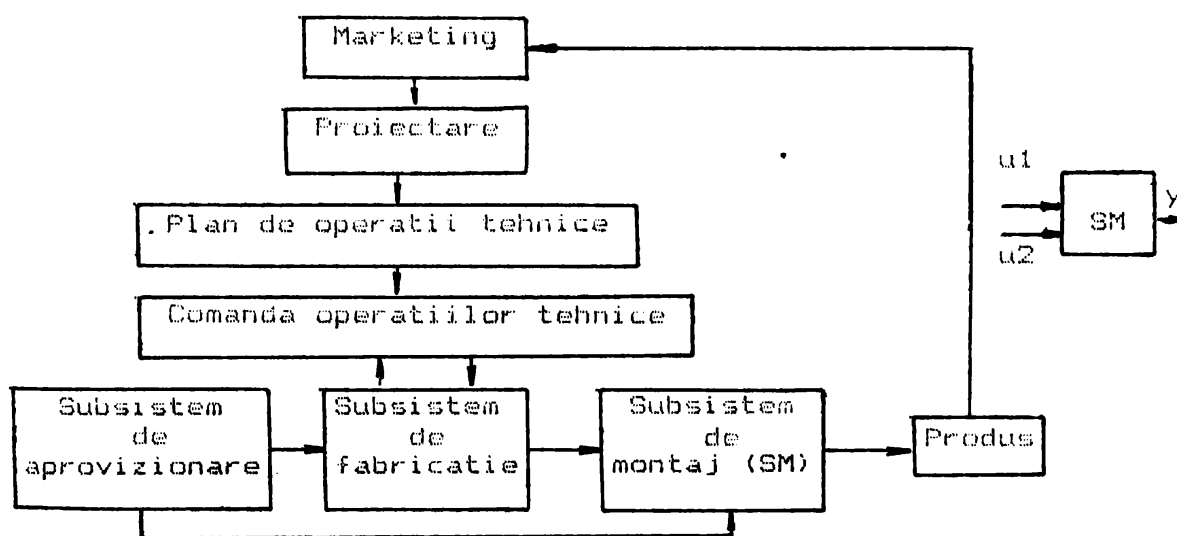 Marketing
Proiectare
.Plan de operatii tehnice
Comanda operatiilor tehnice
Subsistem
de
aprovizionare
Subsistem
de
fabricatie
Subsistem
de
montaj (SM)
Produs
u1
u2
SM
y